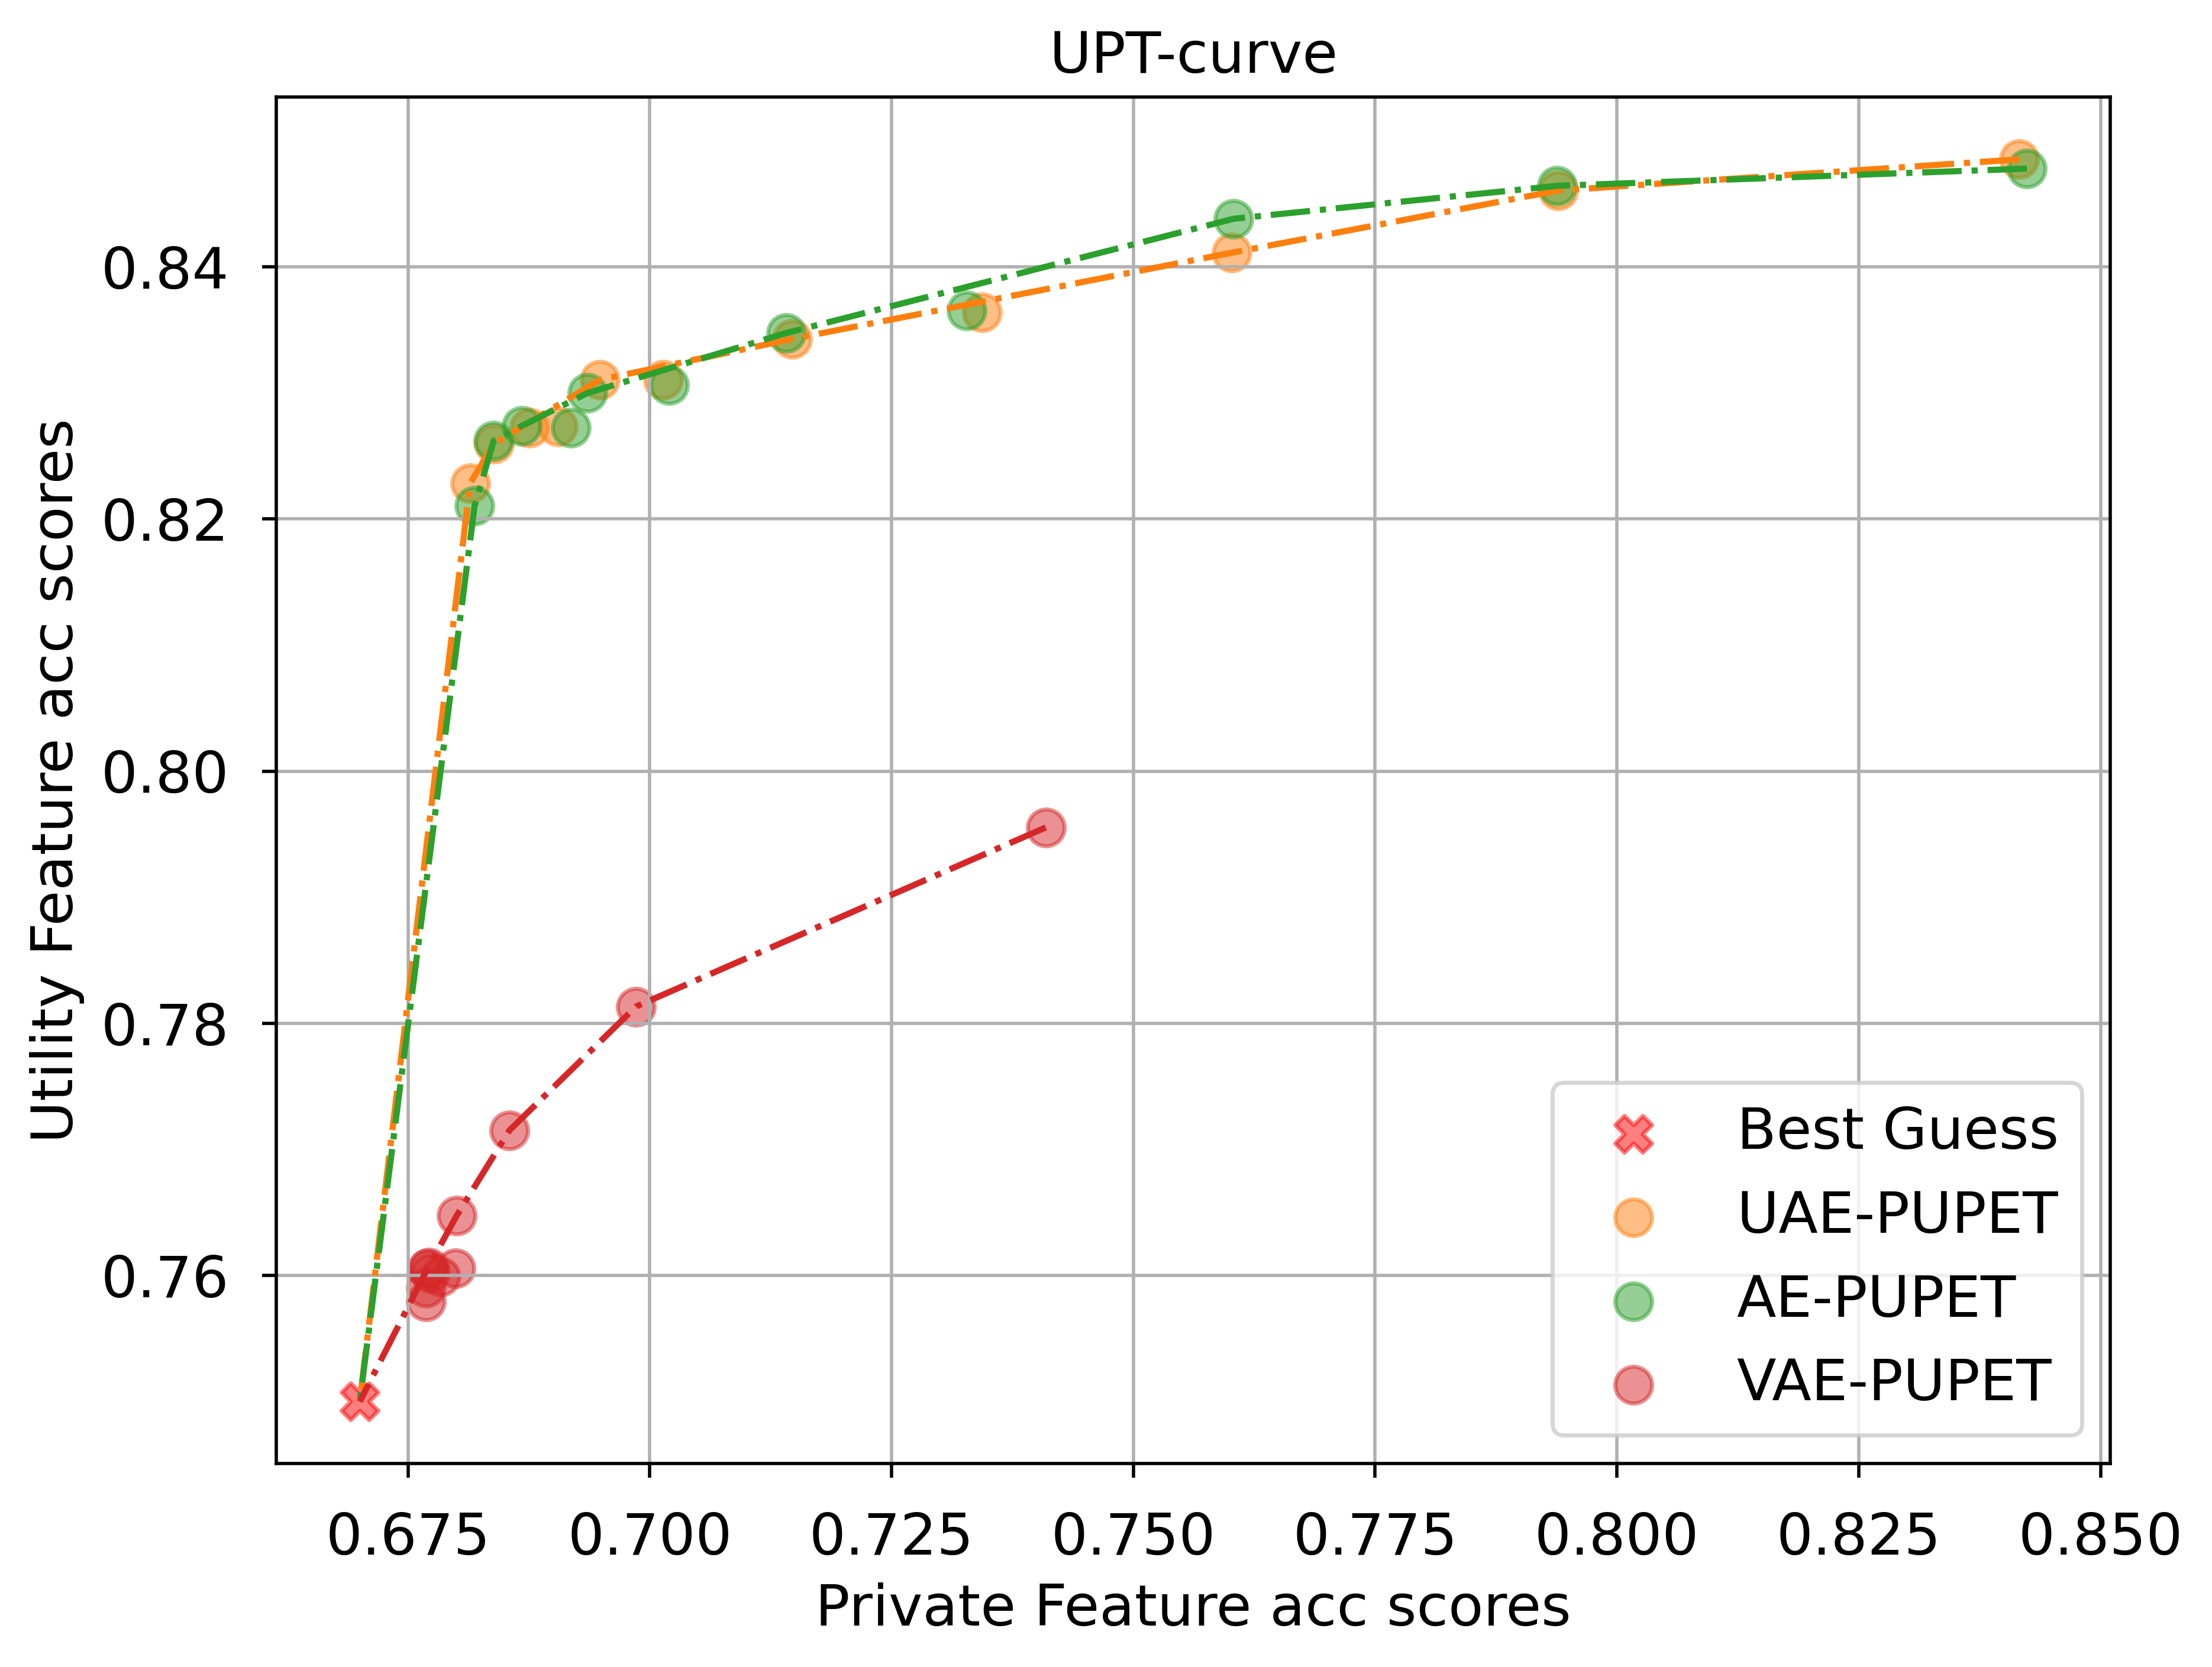 UPT-curve
Utility Feature acc scores
0.84
0.82
0.80
0.78
0.76
Best Guess
UAE-PUPET
AE-PUPET
VAE-PUPET
0.675 0.700 0.725 0.750 0.775 0.800 0.825 0.850
Private Feature acc scores